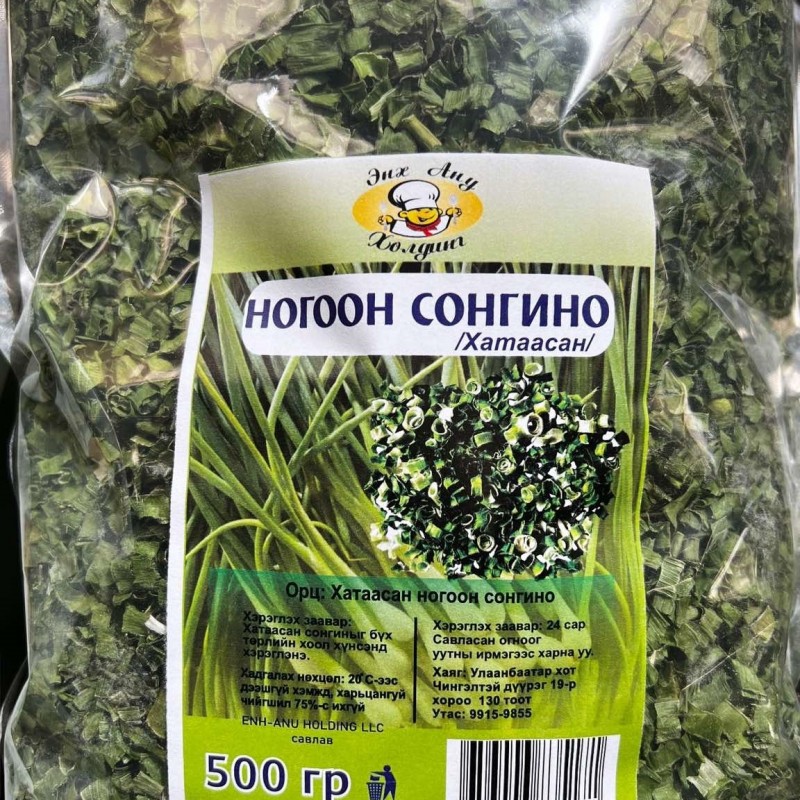 Энх Ану
Холдинг
НОГООН СОНГИНО
/Хатаасан/
Орц: Хатаасан ногоон сонгино
Хэрэглэх заавар:
Хатаасан сонгиныг бүх
төрлийн хоол хүнсэнд
хэрэглэнэ.
Хадгалах нөхцөл: 20°С-ээс
дээшгүй хэмжд, харьцангуй
чийгшил 75%-с ихгүй
ENH-ANU HOLDING LLC
савлав
Хэрэглэх заавар: 24 сар
Савласан огноог
уутны ирмэгээс харна уу.
Хаяг: Улаанбаатар хот
Чингэлтэй дүүрэг 19-р
хороо 130 тоот
Утас: 9915-9855
500 гр